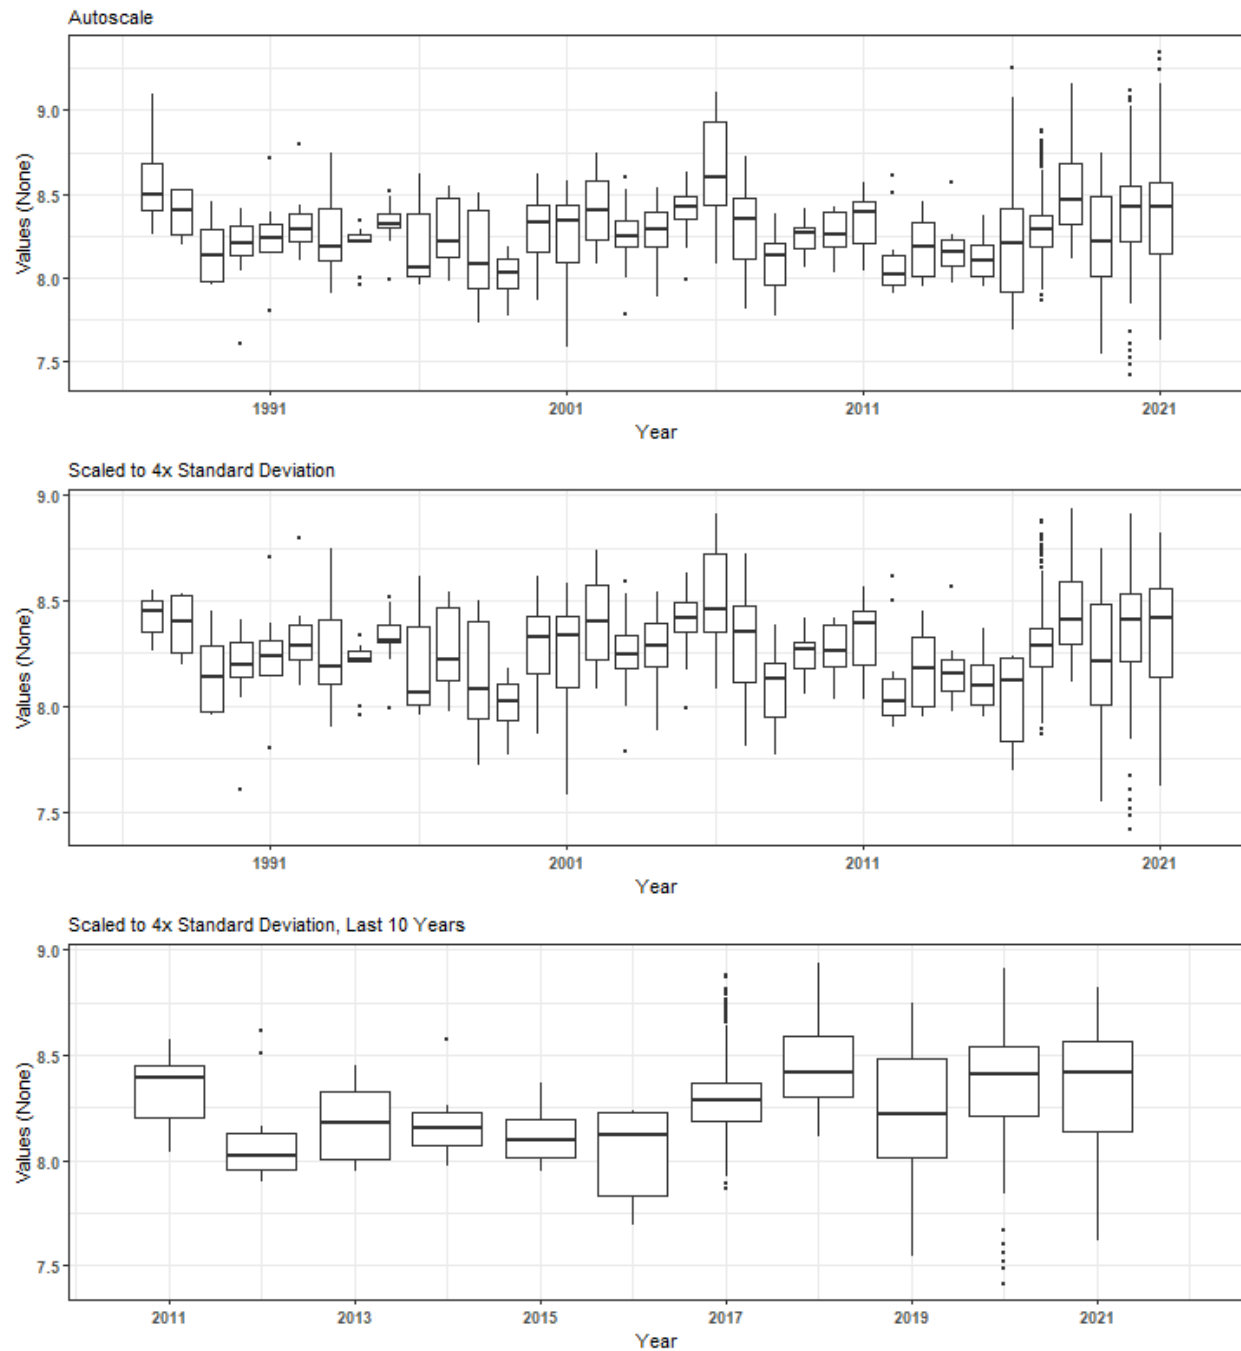 Autoscale
9.0
8.5
8.0
7.5
Values (None)
1991 2001 2011 2021
Year
Scaled to 4x Standard Deviation
9.0
8.5
8.0
7.5
Values (None)
1991 2001 2011 2021
Year
Scaled to 4x Standard Deviation, Last 10 Years
9.0
8.5
8.0
7.5
Values (None)
2011 2013 2015 2017 2019 2021
Year